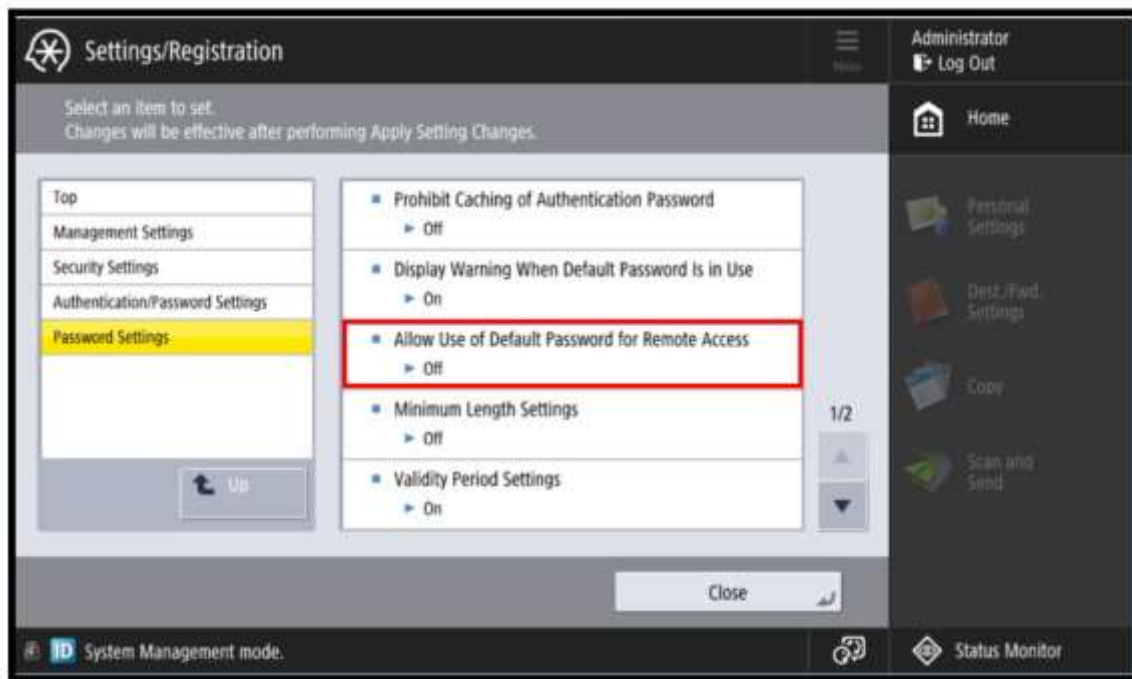 Settings/Registration
Menu
Administrator
Log Out
Select an item to set.
Changes will be effective after performing Apply Setting Changes.
Home
Top
Management Settings
Security Settings
Authentication/Password Settings
Password Settings
Up
Prohibit Caching of Authentication Password
Off
Display Warning When Default Password Is in Use
On
Allow Use of Default Password for Remote Access
Off
Minimum Length Settings
Off
Validity Period Settings
On
1/2
Personal
Settings
Dest./Fwd.
Settings
Copy
Scan and
Send
Close
ID System Management mode.
Status Monitor